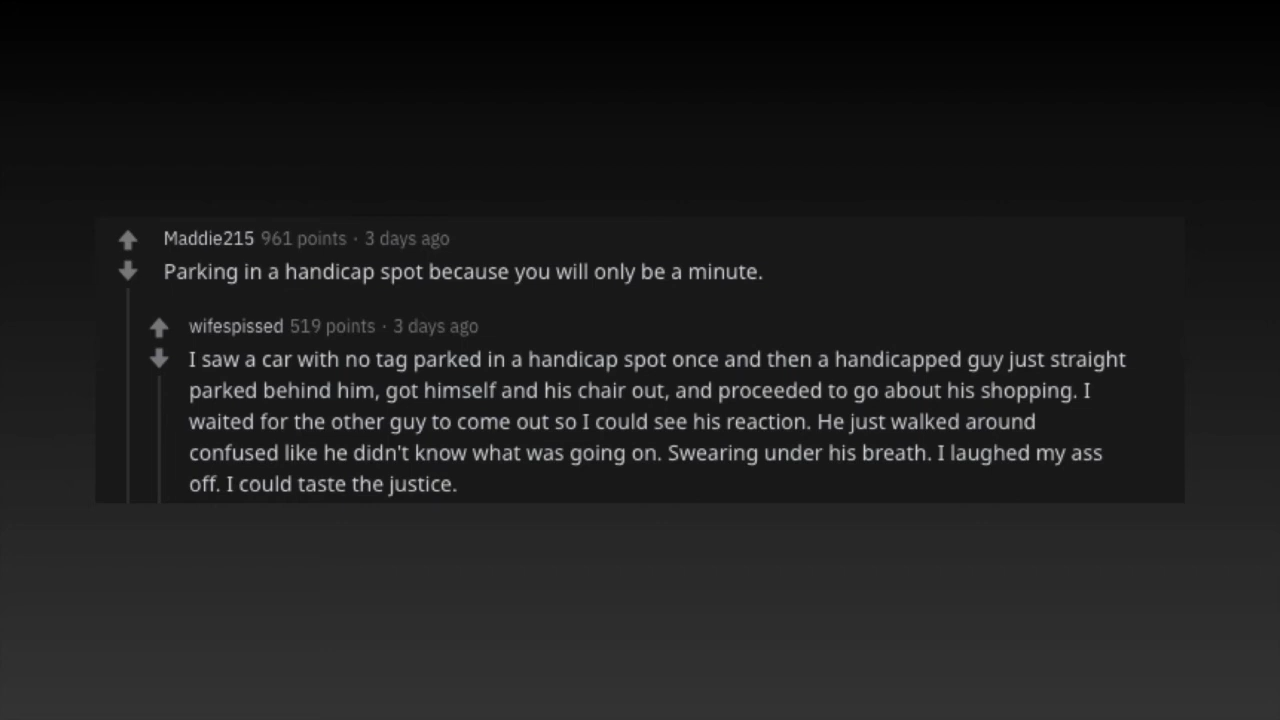 Maddie215 961 points · 3 days ago
Parking in a handicap spot because you will only be a minute.
wifespissed 519 points · 3 days ago
I saw a car with no tag parked in a handicap spot once and then a handicapped guy just straight
parked behind him, got himself and his chair out, and proceeded to go about his shopping. I
waited for the other guy to come out so I could see his reaction. He just walked around
confused like he didn't know what was going on. Swearing under his breath. I laughed my ass
off. I could taste the justice.